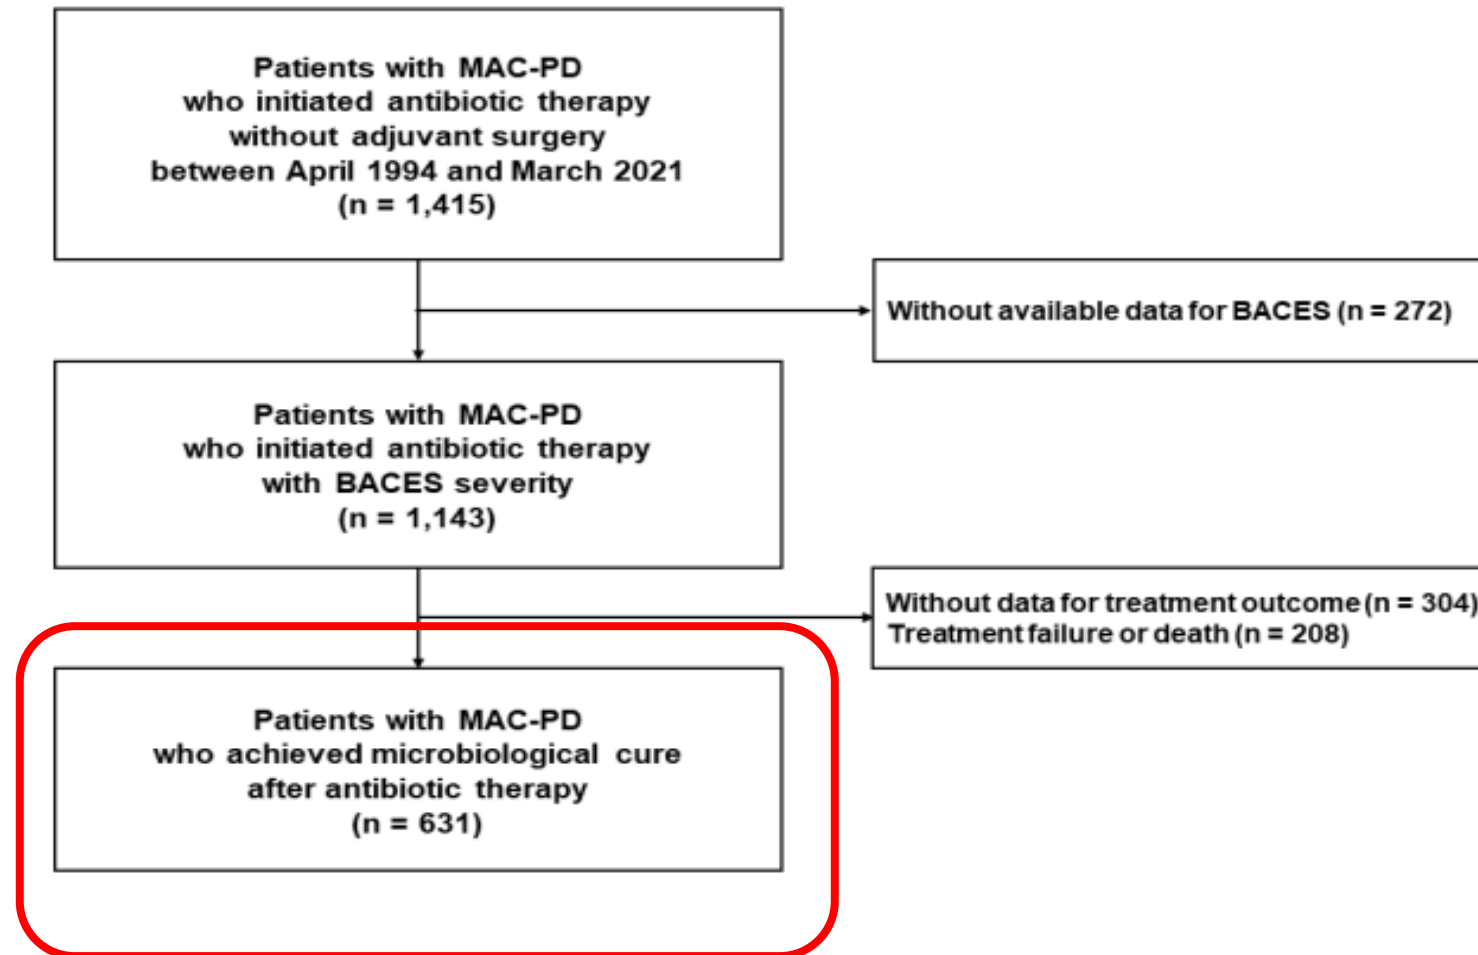 Patients with MAC-PD
who initiated antibiotic therapy
without adjuvant surgery
between April 1994 and March 2021
(n = 1,415)
Without available data for BACES (n = 272)
Patients with MAC-PD
who initiated antibiotic therapy
with BACES severity
(n = 1,143)
Without data for treatment outcome (n = 304)
Treatment failure or death (n = 208)
Patients with MAC-PD
who achieved microbiological cure
after antibiotic therapy
(n = 631)